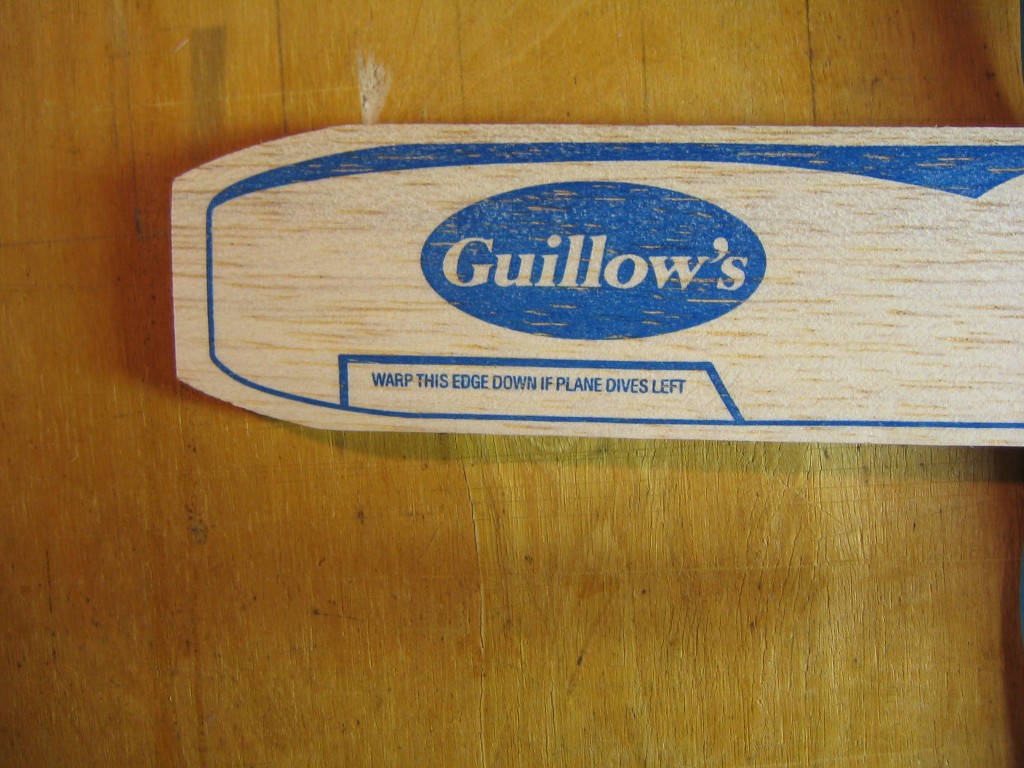 Guillow's
WARP THIS EDGE DOWN IF PLANE DIVES LEFT